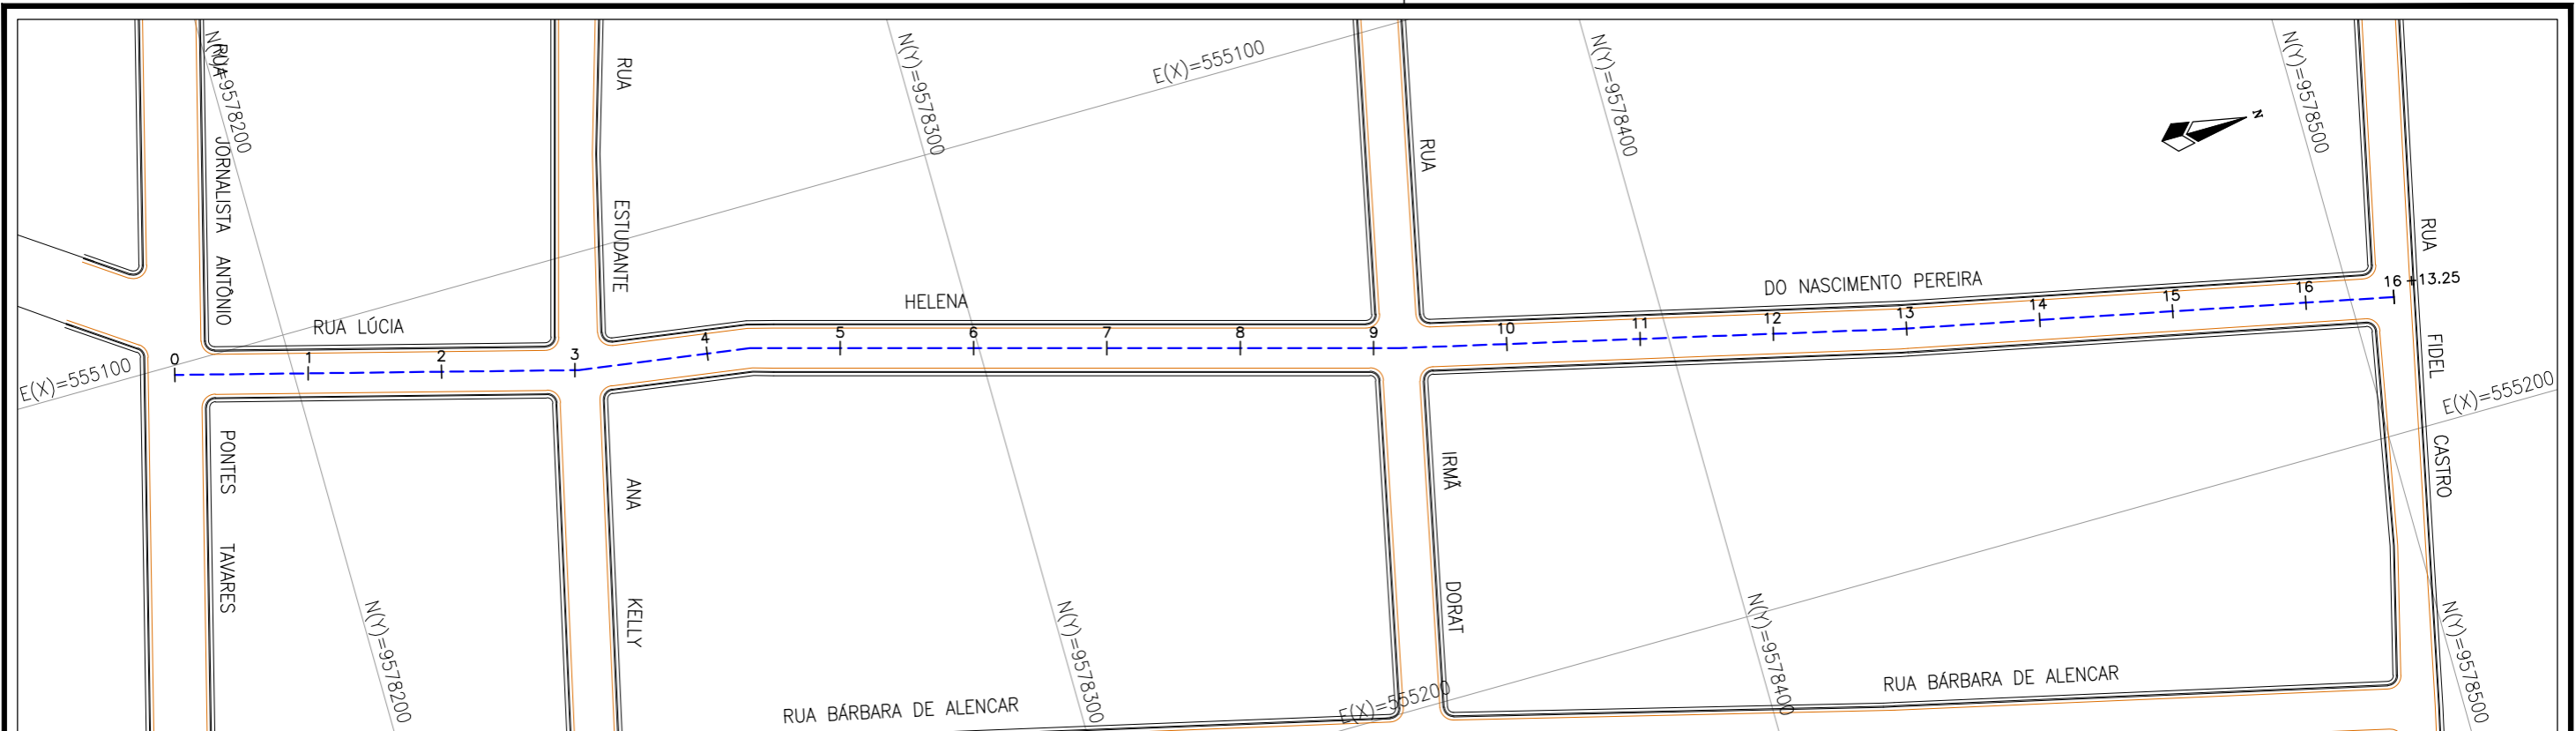 N(Y)=9578200
N(Y)=9578300
E(X)=555100
N(Y)=9578400
N(Y)=9578500
N
RUA JORNALISTA ANTÔNIO
PONTES TAVARES
RUA ESTUDANTE
ANA KELLY
RUA
IRMÃ DORAT
RUA
FIDEL CASTRO
RUA LÚCIA
HELENA
DO NASCIMENTO PEREIRA
E(X)=555100
0
1
2
3
4
5
6
7
8
9
10
11
12
13
14
15
16
16 +13.25
E(X)=555200
N(Y)=9578200
N(Y)=9578300
N(Y)=9578400
N(Y)=9578500
RUA BÁRBARA DE ALENCAR
E(X)=555200
RUA BÁRBARA DE ALENCAR